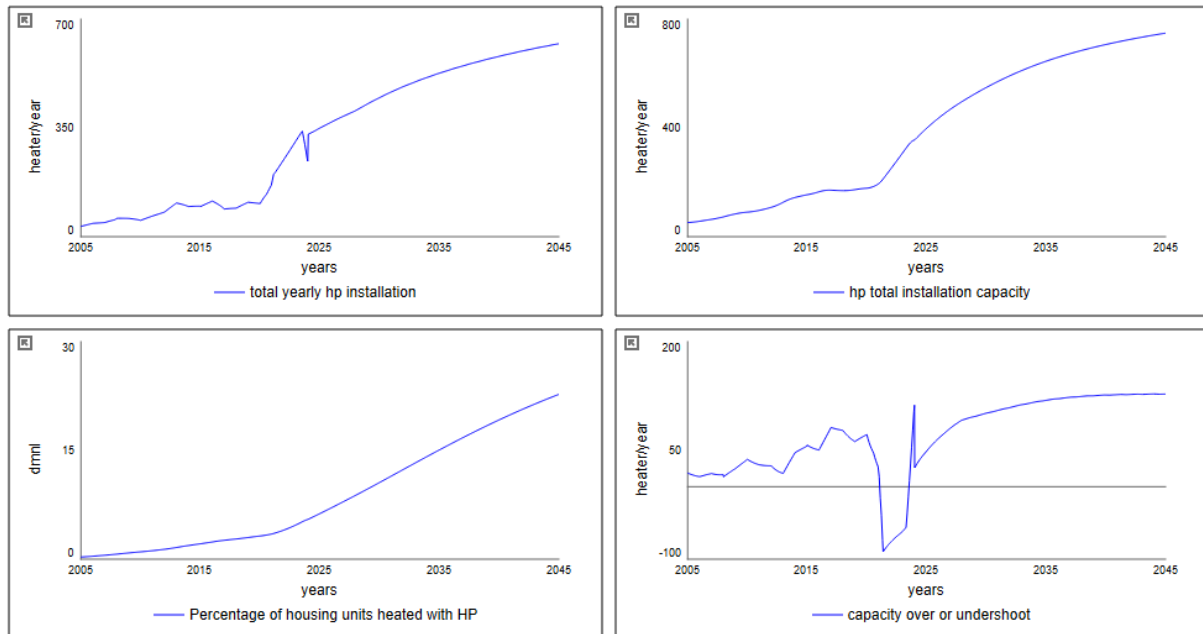 700
350
0
heater/year
2005
2015
2025
2035
2045
years
total yearly hp installation
800
400
0
heater/year
2005
2015
2025
2035
2045
years
hp total installation capacity
30
15
0
dmnl
2005
2015
2025
2035
2045
years
Percentage of housing units heated with HP
200
50
-100
heater/year
2005
2015
2025
2035
2045
years
capacity over or undershoot